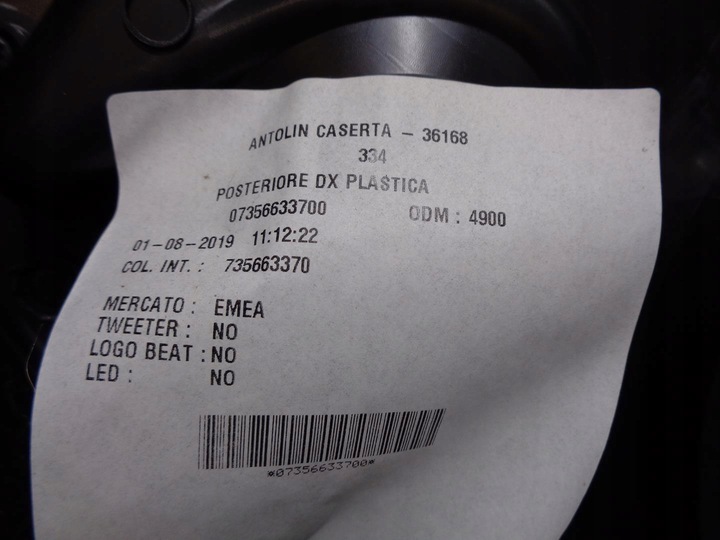 ANTOLIN CASERTA - 36168
334
POSTERIORE DX PLASTICA
07356633700 ODM : 4900
01-08-2019 11:12:22
COL. INT. : 735663370
MERCATO : EMEA
TWEETER : NO
LOGO BEAT : NO
LED : NO
*07356633700*